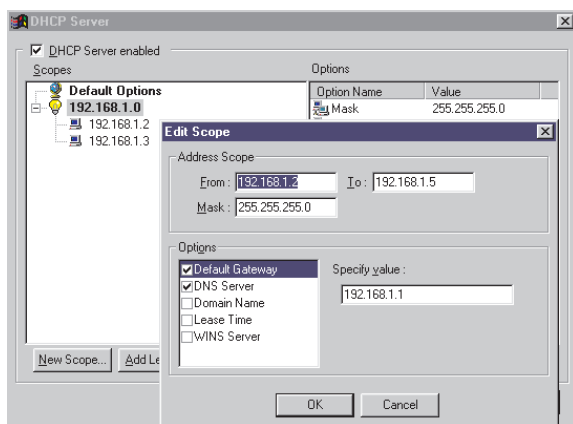 DHCP Server
DHCP Server enabled
Scopes
Options
Default Options
192.168.1.0
192.168.1.2
192.168.1.3
Option Name Value
Mask 255.255.255.0
Edit Scope
Address Scope
From : 192.168.1.2 To : 192.168.1.5
Mask : 255.255.255.0
Options
Default Gateway
DNS Server
Domain Name
Lease Time
WINS Server
Specify value :
192.168.1.1
New Scope... Add Le
OK Cancel